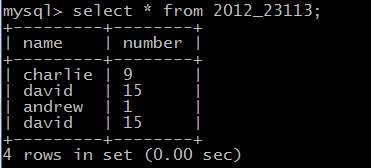 mysql> select * from 2012_23113;
+---------+--------+
| name    | number |
+---------+--------+
| charlie | 9      |
| david   | 15     |
| andrew  | 1      |
| david   | 15     |
+---------+--------+
4 rows in set (0.00 sec)